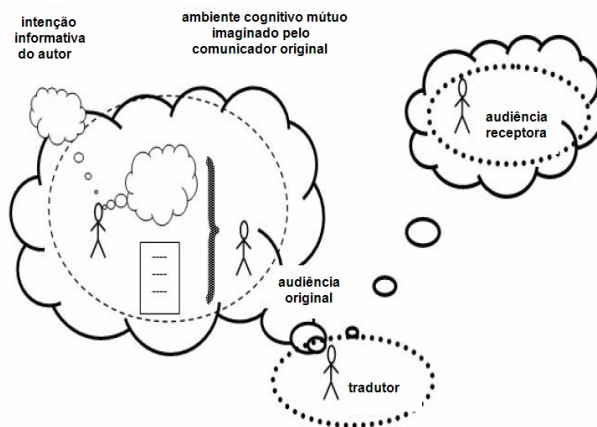 intenção
informativa
do autor
ambiente cognitivo mútuo
imaginado pelo
comunicador original
audiência
receptora
audiência
original
tradutor